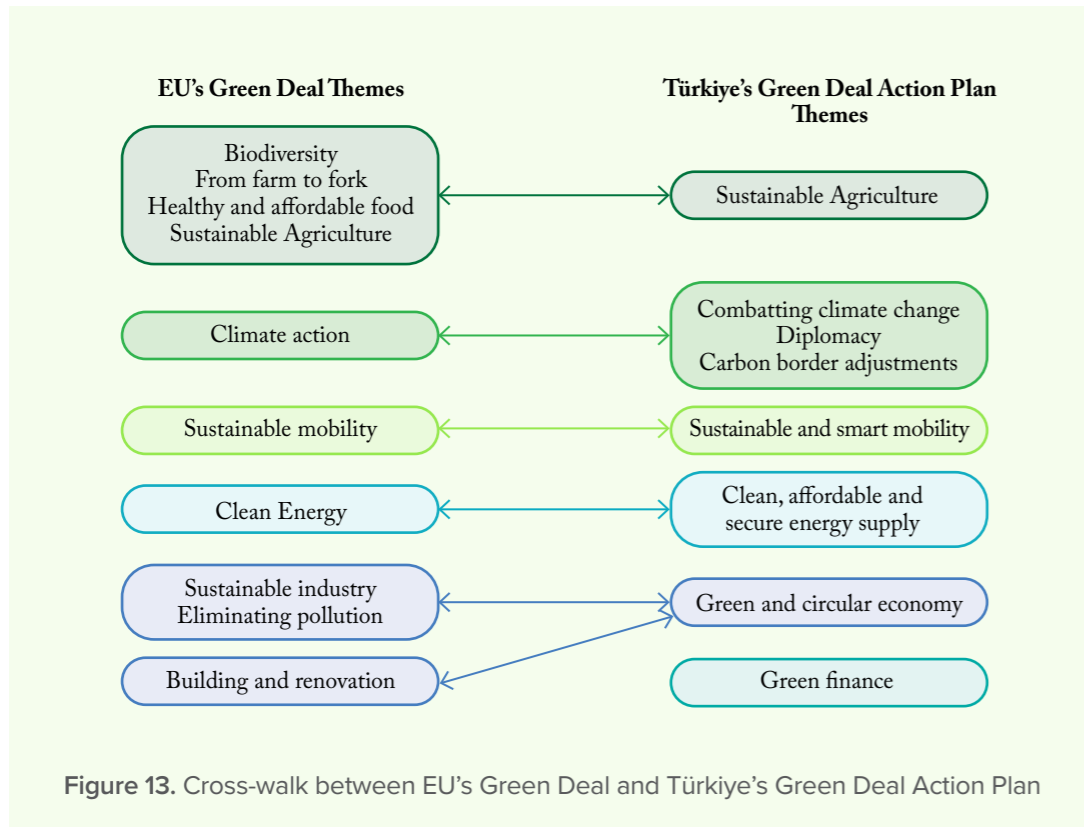 EU's Green Deal Themes
Biodiversity
From farm to fork
Healthy and affordable food
Sustainable Agriculture
Climate action
Sustainable mobility
Clean Energy
Sustainable industry
Eliminating pollution
Building and renovation
Türkiye's Green Deal Action Plan
Themes
Sustainable Agriculture
Combatting climate change
Diplomacy
Carbon border adjustments
Sustainable and smart mobility
Clean, affordable and
secure energy supply
Green and circular economy
Green finance
Figure 13. Cross-walk between EU's Green Deal and Türkiye's Green Deal Action Plan